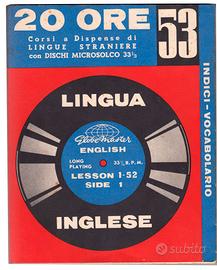 20 ORE
Corsi a Dispense di
LINGUE STRANIERE
con DISCHI MICROSOLCO 33⅓
53
INDICI-VOCABOLARIO
LINGUA
GloboMaster
ENGLISH
LONG
PLAYING
33⅓ R.P.M.
LESSON 1-52
SIDE 1
INGLESE
subito